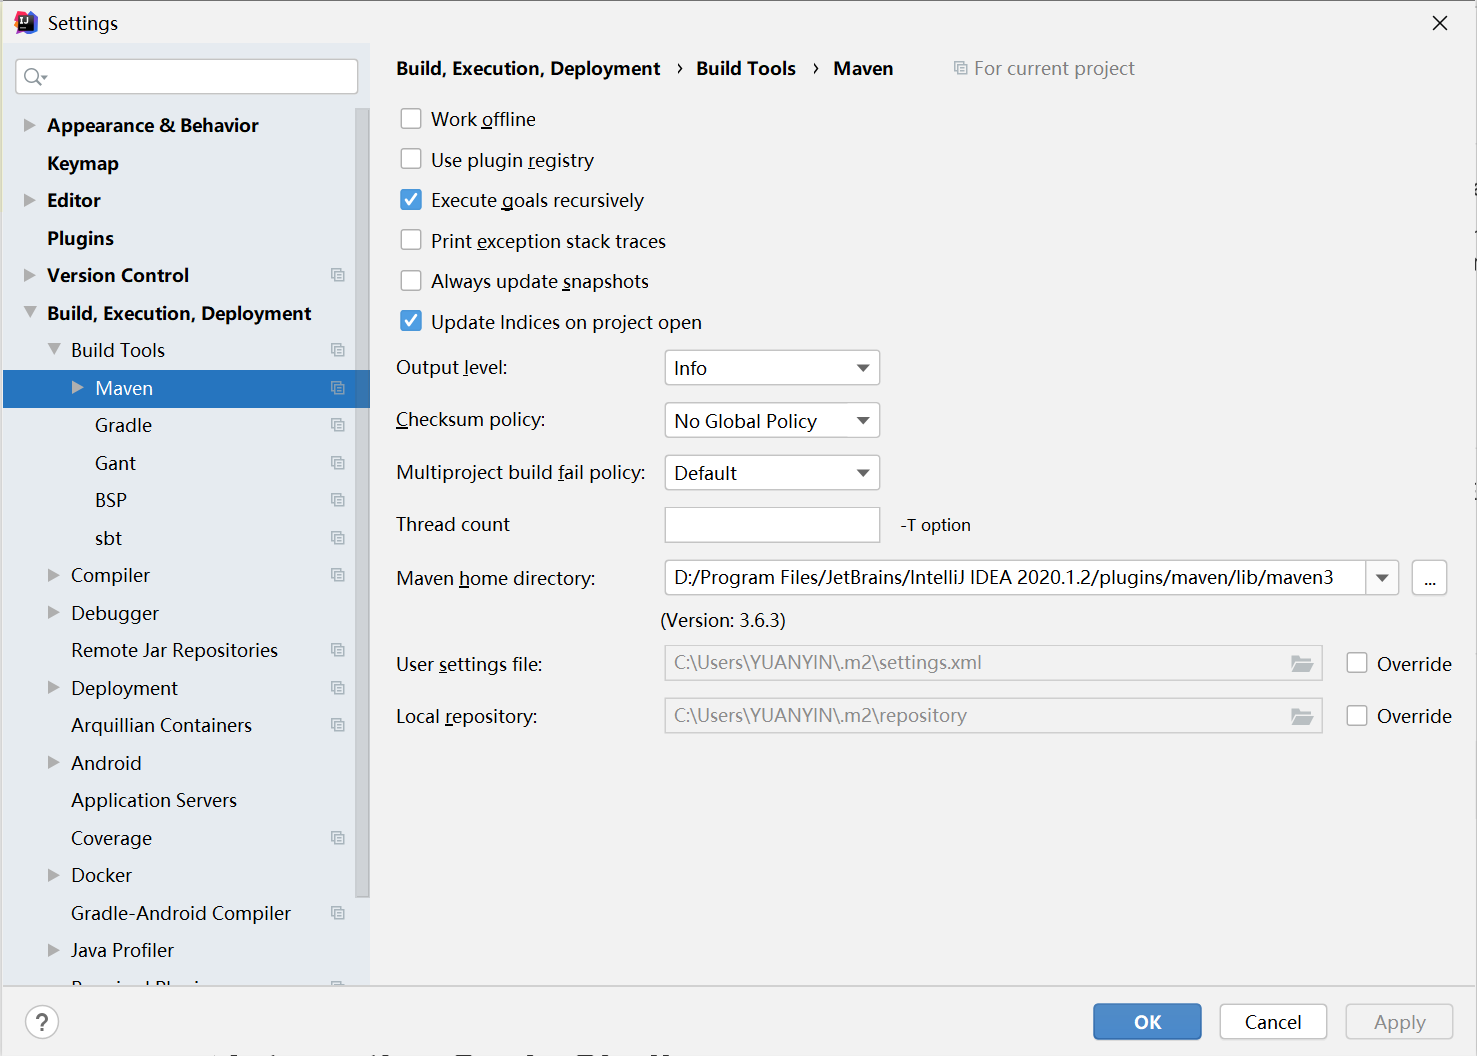 Settings
Appearance & Behavior
Keymap
Editor
Plugins
Version Control
Build, Execution, Deployment
Build Tools
Maven
Gradle
Gant
BSP
sbt
Compiler
Debugger
Remote Jar Repositories
Deployment
Arquillian Containers
Android
Application Servers
Coverage
Docker
Gradle-Android Compiler
Java Profiler
Build, Execution, Deployment › Build Tools › Maven For current project
Work offline
Use plugin registry
Execute goals recursively
Print exception stack traces
Always update snapshots
Update Indices on project open
Output level: Info
Checksum policy: No Global Policy
Multiproject build fail policy: Default
Thread count -T option
Maven home directory: D:/Program Files/JetBrains/IntelliJ IDEA 2020.1.2/plugins/maven/lib/maven3 ...
(Version: 3.6.3)
User settings file: C:\Users\YUANYIN\.m2\settings.xml Override
Local repository: C:\Users\YUANYIN\.m2\repository Override
? OK Cancel Apply